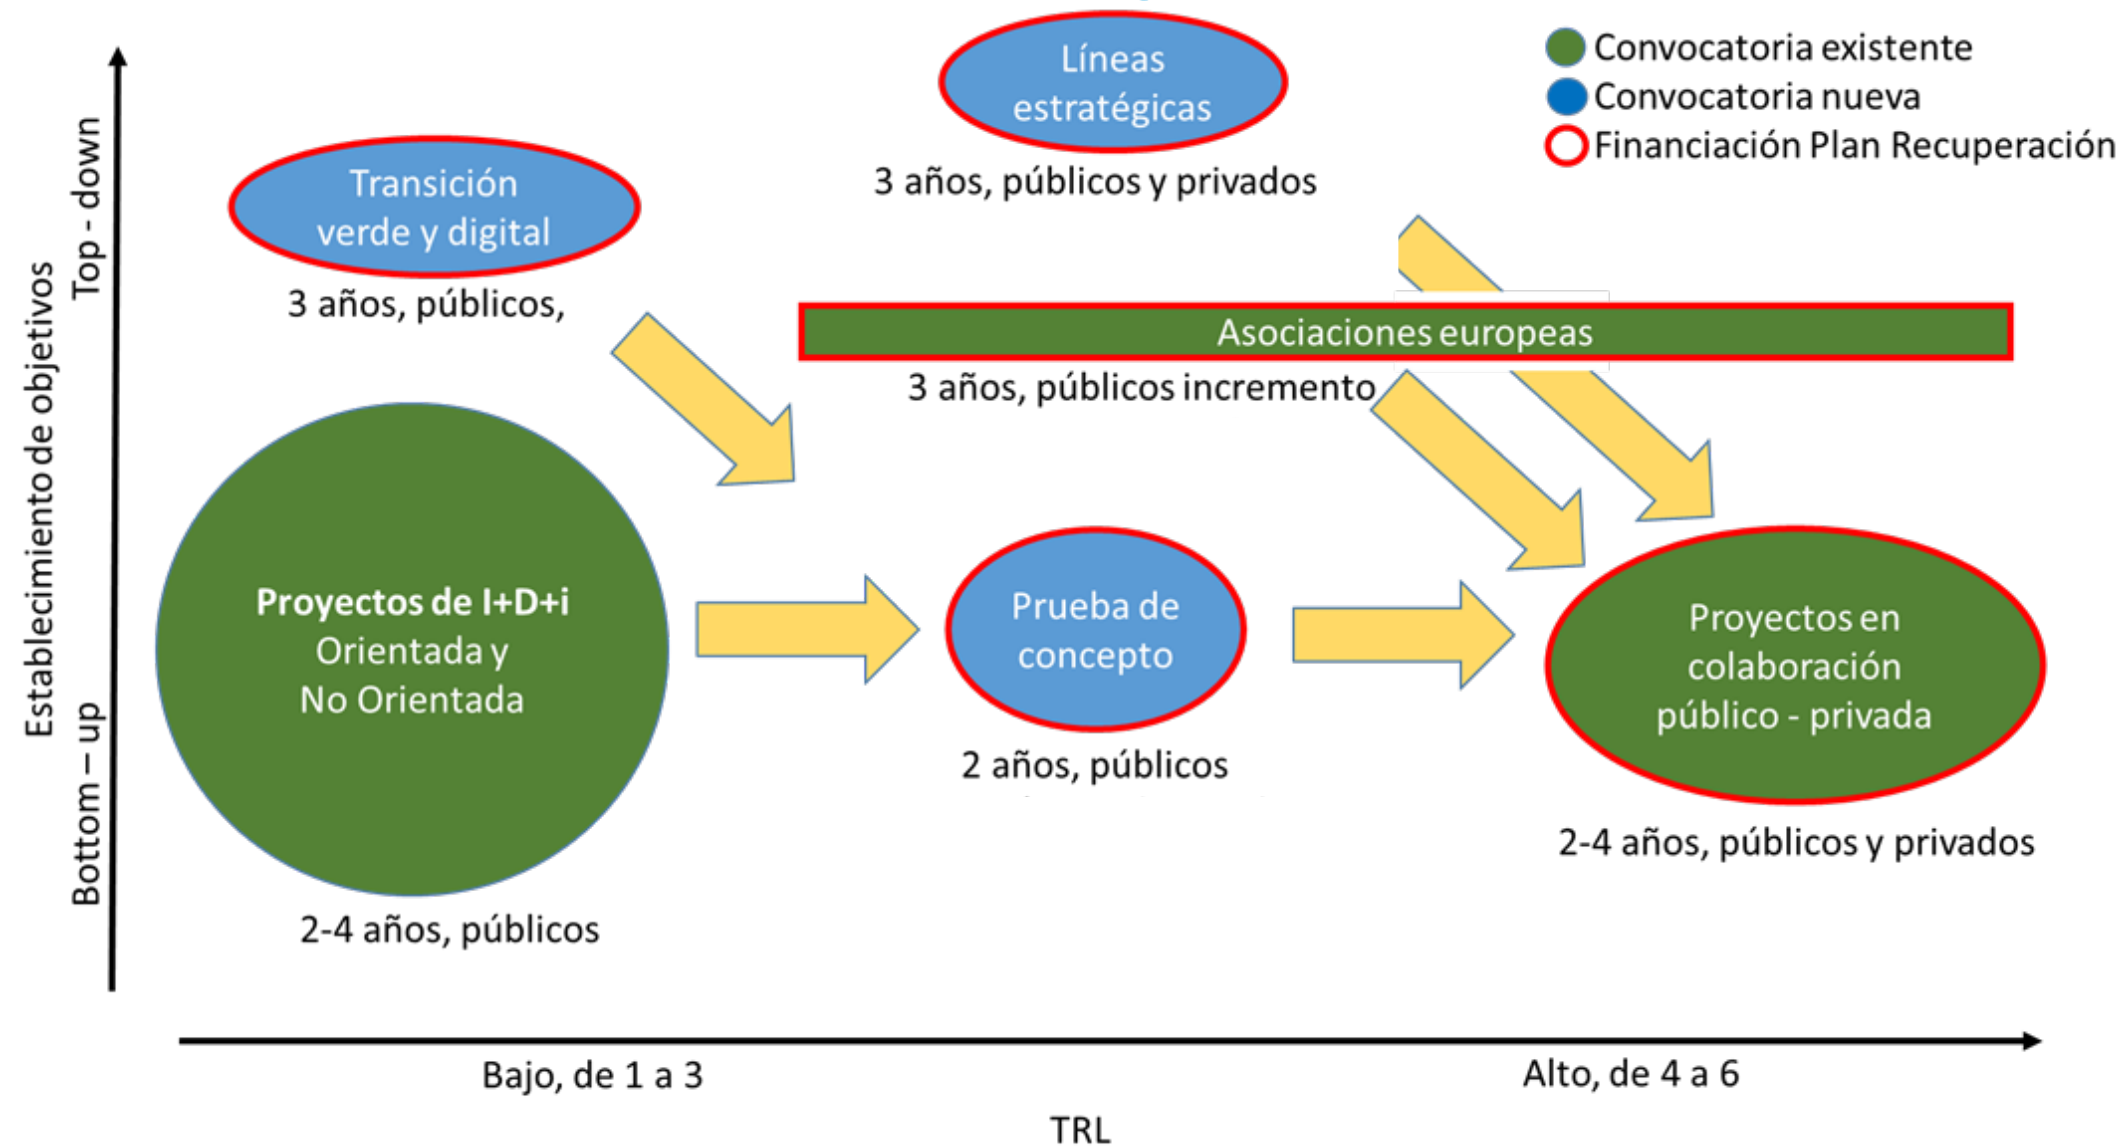 Líneas
estratégicas
3 años, públicos y privados
Convocatoria existente
Convocatoria nueva
Financiación Plan Recuperación
Transición
verde y digital
3 años, públicos,
Asociaciones europeas
3 años, públicos incremento
Establecimiento de objetivos
Top - down
Bottom – up
Proyectos de I+D+i
Orientada y
No Orientada
2-4 años, públicos
Prueba de
concepto
2 años, públicos
Proyectos en
colaboración
público - privada
2-4 años, públicos y privados
Bajo, de 1 a 3
Alto, de 4 a 6
TRL